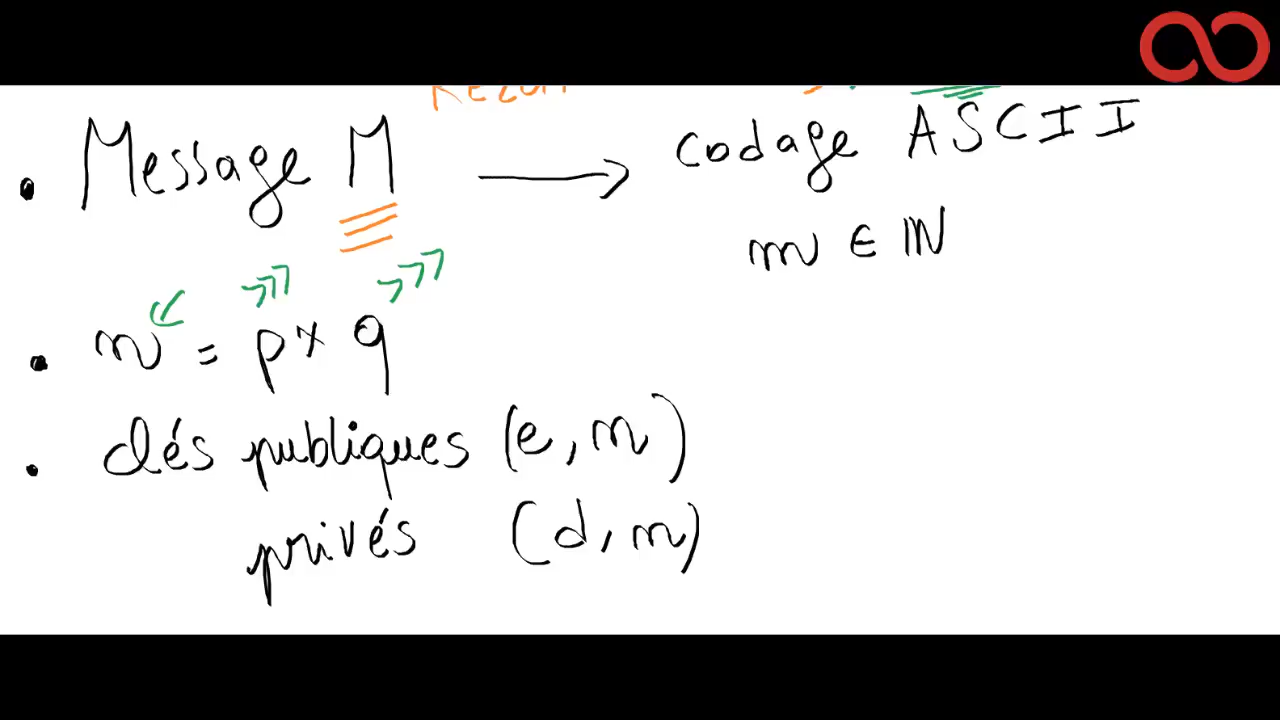 • Message M → codage ASCII
m ∈ ℕ
• n = p × q
• clés publiques (e, n)
privés (d, n)